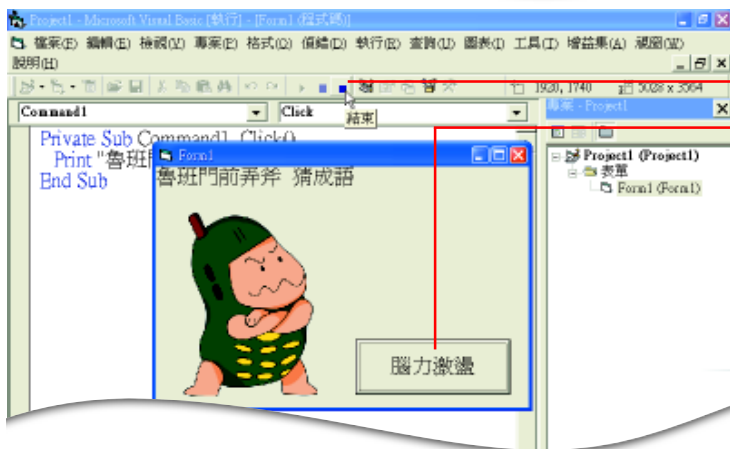 Project1 - Microsoft Visual Basic [執行] - [Form1 (程式碼)]
檔案(F) 編輯(E) 檢視(V) 專案(P) 格式(O) 偵錯(D) 執行(R) 查詢(U) 圖表(I) 工具(T) 增益集(A) 視窗(W)
說明(H)
1920, 1740 5028 x 3564
Command1 Click
結束
專案 - Project1
Private Sub Command1_Click()
Print "魯班
End Sub
Form1
魯班門前弄斧 猜成語
腦力激盪
Project1 (Project1)
表單
Form1 (Form1)